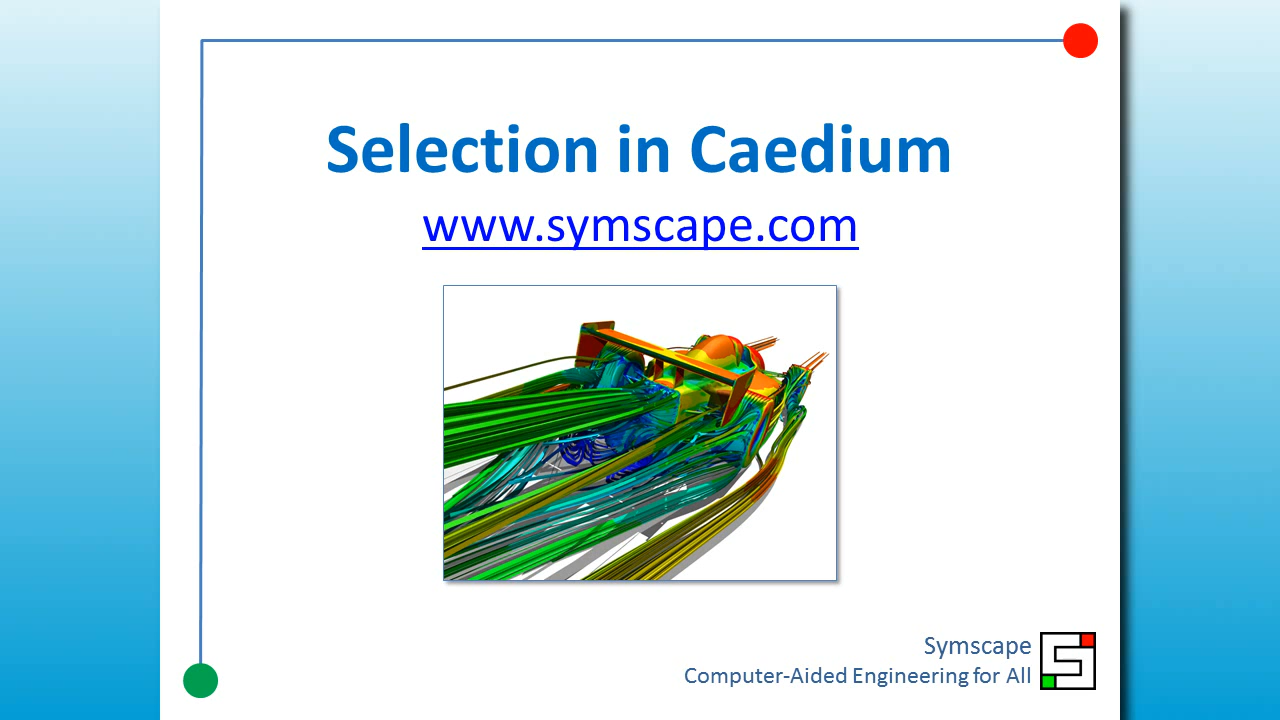 Selection in Caedium
www.symscape.com
Symscape
Computer-Aided Engineering for All